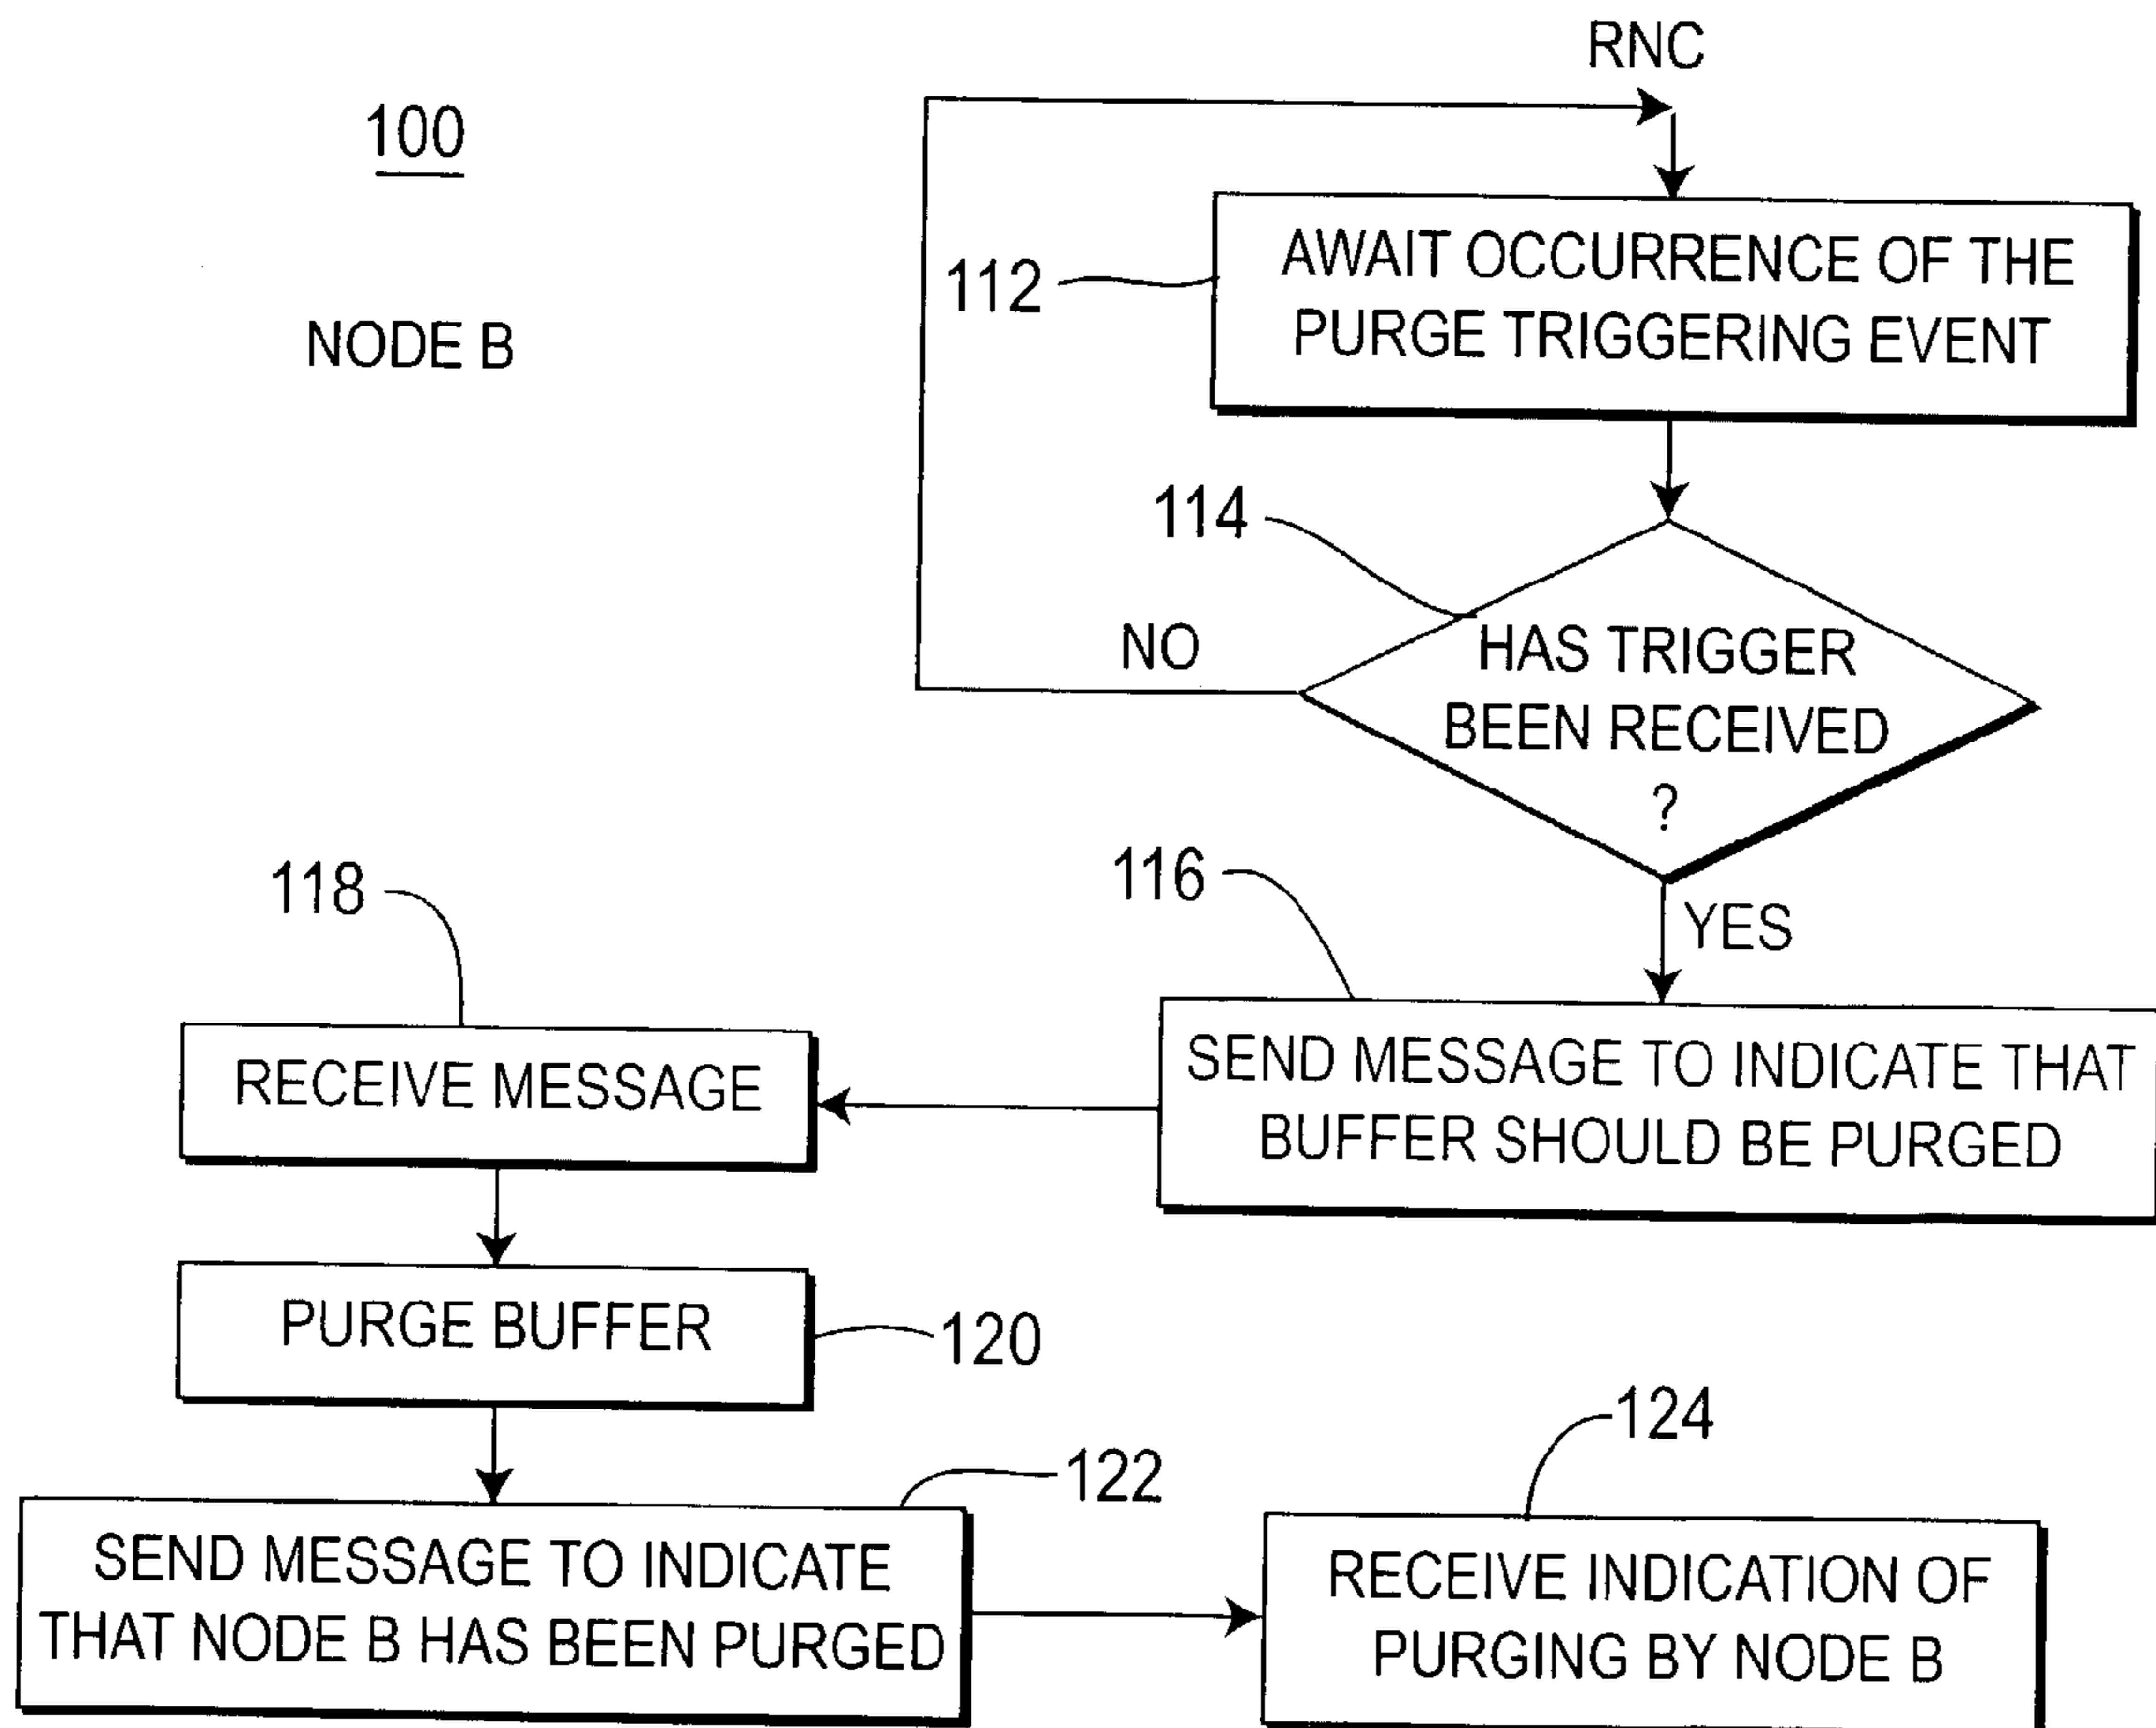 RNC
100
NODE B
112
AWAIT OCCURRENCE OF THE
PURGE TRIGGERING EVENT
114
NO
HAS TRIGGER
BEEN RECEIVED
?
YES
116
SEND MESSAGE TO INDICATE THAT
BUFFER SHOULD BE PURGED
118
RECEIVE MESSAGE
PURGE BUFFER
120
122
SEND MESSAGE TO INDICATE
THAT NODE B HAS BEEN PURGED
124
RECEIVE INDICATION OF
PURGING BY NODE B